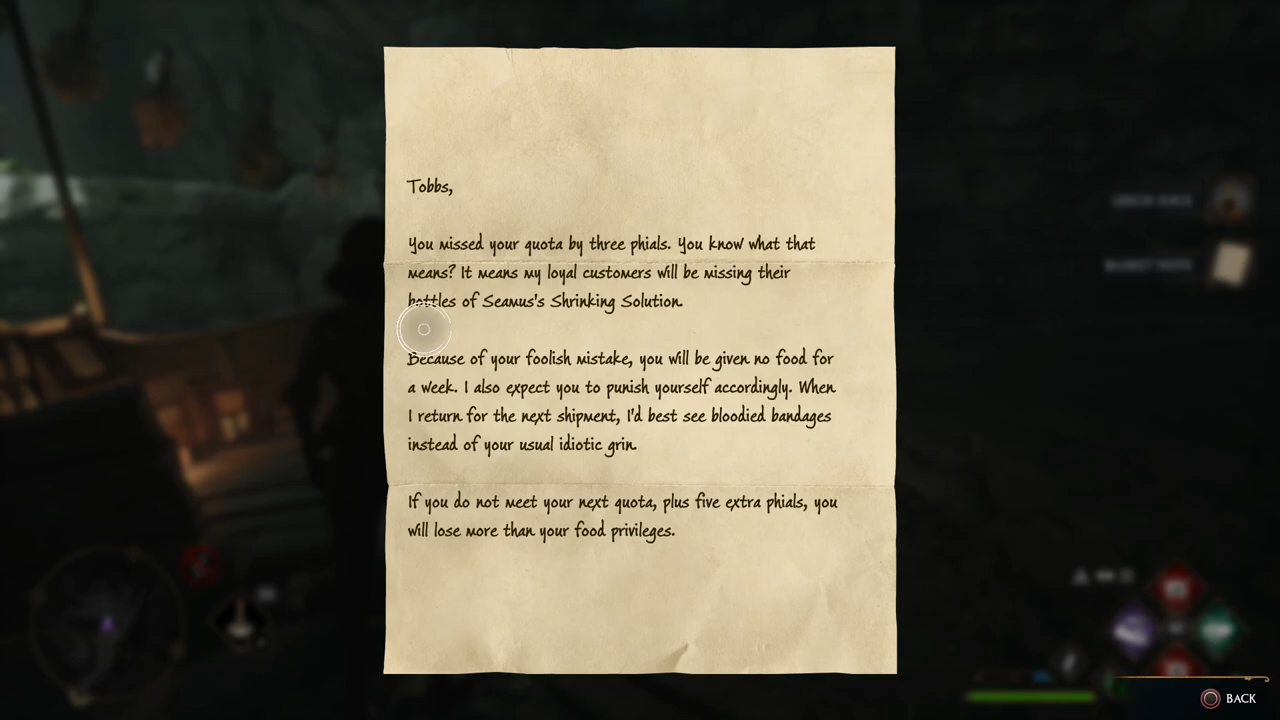 Tobbs,
You missed your quota by three phials. You know what that
means? It means my loyal customers will be missing their
bottles of Seamus's Shrinking Solution.
Because of your foolish mistake, you will be given no food for
a week. I also expect you to punish yourself accordingly. When
I return for the next shipment, I'd best see bloodied bandages
instead of your usual idiotic grin.
If you do not meet your next quota, plus five extra phials, you
will lose more than your food privileges.
BACK